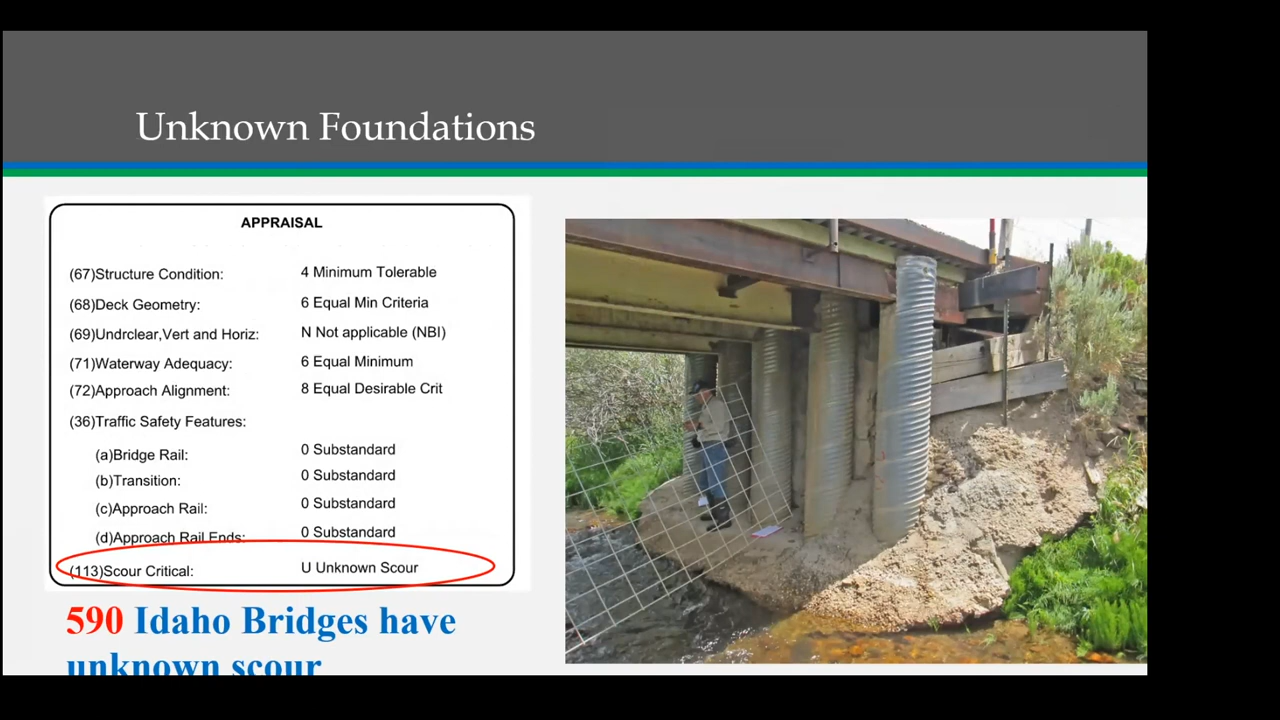 Unknown Foundations
APPRAISAL
(67)Structure Condition: 4 Minimum Tolerable
(68)Deck Geometry: 6 Equal Min Criteria
(69)Undrclear,Vert and Horiz: N Not applicable (NBI)
(71)Waterway Adequacy: 6 Equal Minimum
(72)Approach Alignment: 8 Equal Desirable Crit
(36)Traffic Safety Features:
(a)Bridge Rail: 0 Substandard
(b)Transition: 0 Substandard
(c)Approach Rail: 0 Substandard
(d)Approach Rail Ends: 0 Substandard
(113)Scour Critical: U Unknown Scour
590 Idaho Bridges have
unknown scour